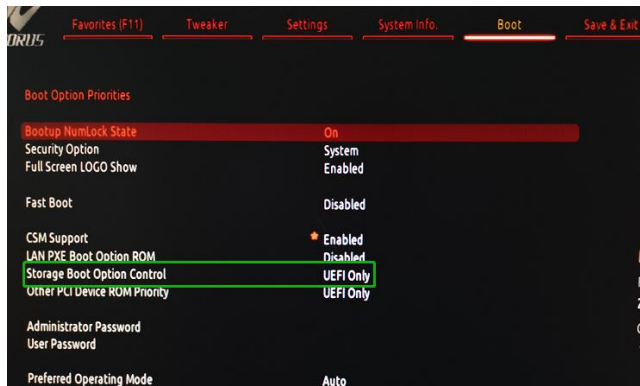 ORUS
Favorites (F11) Tweaker Settings System Info. Boot Save & Exit
Boot Option Priorities
Bootup NumLock State On
Security Option System
Full Screen LOGO Show Enabled
Fast Boot Disabled
CSM Support Enabled
LAN PXE Boot Option ROM Disabled
Storage Boot Option Control UEFI Only
Other PCI Device ROM Priority UEFI Only
Administrator Password
User Password
Preferred Operating Mode Auto